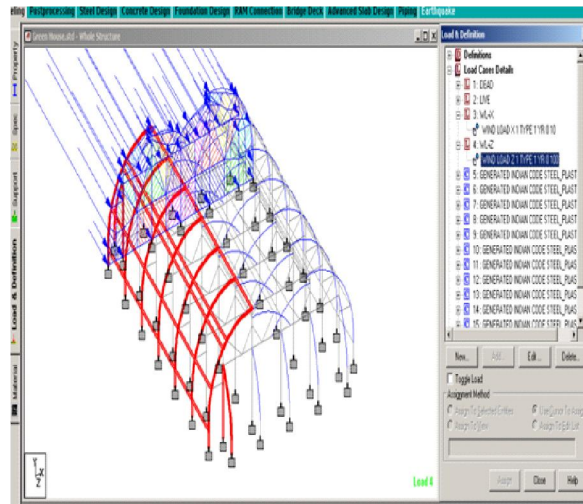 eling Postprocessing Steel Design Concrete Design Foundation Design RAM Connection Bridge Deck Advanced Slab Design Piping Earthquake
Green House.std - Whole Structure
Property
Spec
Support
Load & Definition
Material
Load 4
Y
X
Z
Load & Definition
Definitions
Load Cases Details
1: DEAD
2: LIVE
3: WL-X
WIND LOAD X 1 TYPE 1 YR 0 10
4: WL-Z
WIND LOAD Z 1 TYPE 1 YR 0 100
5: GENERATED INDIAN CODE STEEL_PLAST
6: GENERATED INDIAN CODE STEEL_PLAST
7: GENERATED INDIAN CODE STEEL_PLAST
8: GENERATED INDIAN CODE STEEL_PLAST
9: GENERATED INDIAN CODE STEEL_PLAST
10: GENERATED INDIAN CODE STEEL_PLAS
11: GENERATED INDIAN CODE STEEL_PLAS
12: GENERATED INDIAN CODE STEEL_PLAS
13: GENERATED INDIAN CODE STEEL_PLAS
14: GENERATED INDIAN CODE STEEL_PLAS
15: GENERATED INDIAN CODE STEEL_PLAS
New... Add... Edit... Delete...
Toggle Load
Assignment Method
Assign To Selected Entities Use Cursor To Assign
Assign To View Assign To Edit List
Assign Close Help